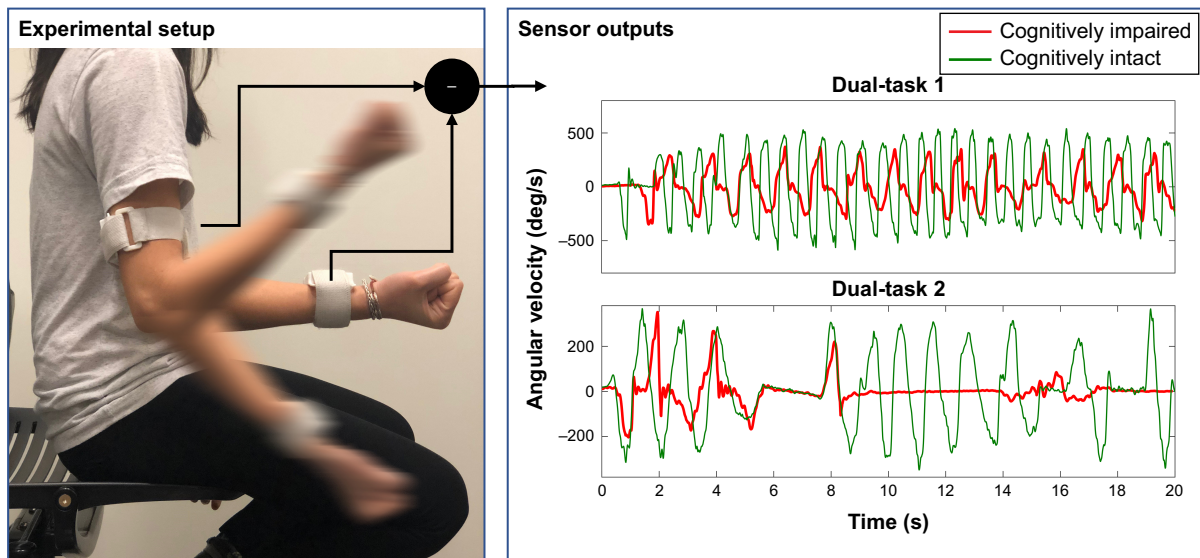 Experimental setup
–
Sensor outputs
Cognitively impaired
Cognitively intact
Dual-task 1
500
0
–500
Dual-task 2
200
0
–200
0 2 4 6 8 10 12 14 16 18 20
Angular velocity (deg/s)
Time (s)